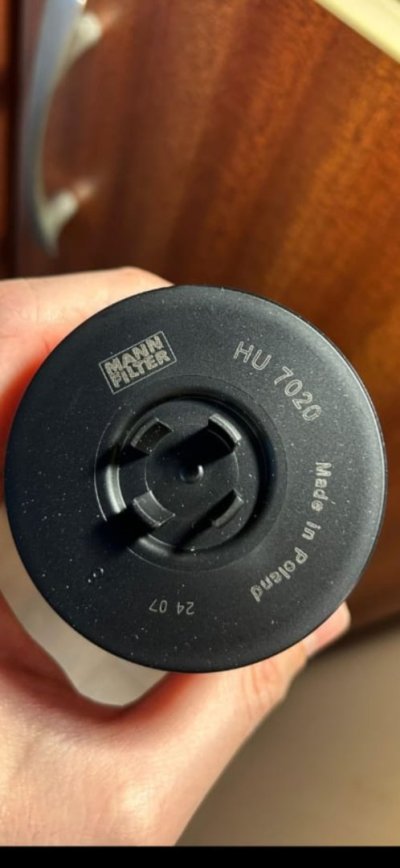 MANN
FILTER
HU 7020
Made in Poland
24 07